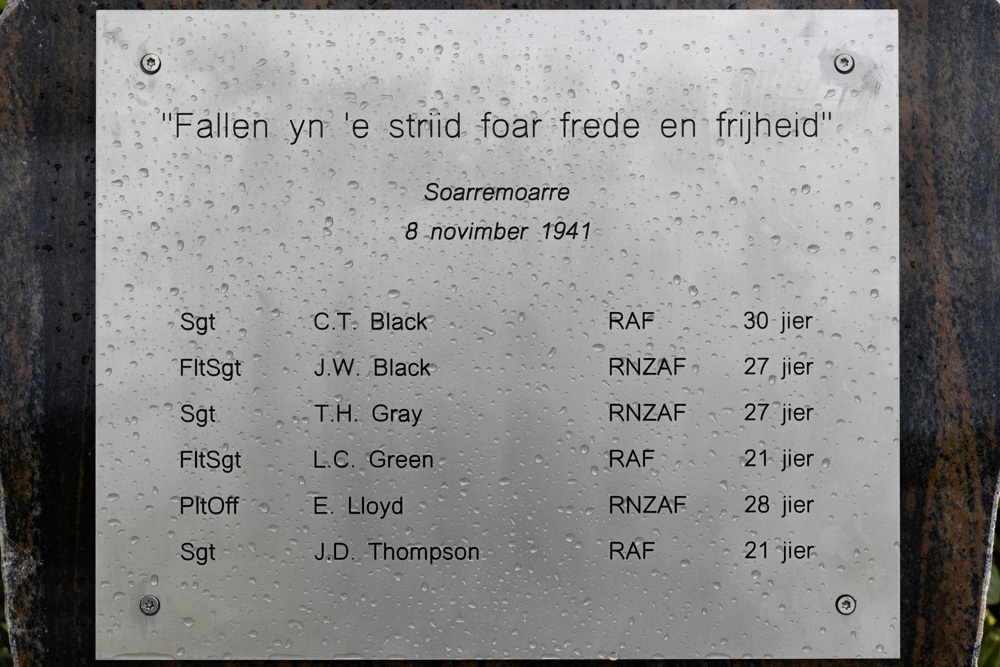 "Fallen yn 'e striid foar frede en frijheid"
Soarremoarre
8 novimber 1941
Sgt C.T. Black RAF 30 jier
FltSgt J.W. Black RNZAF 27 jier
Sgt T.H. Gray RNZAF 27 jier
FltSgt L.C. Green RAF 21 jier
PltOff E. Lloyd RNZAF 28 jier
Sgt J.D. Thompson RAF 21 jier